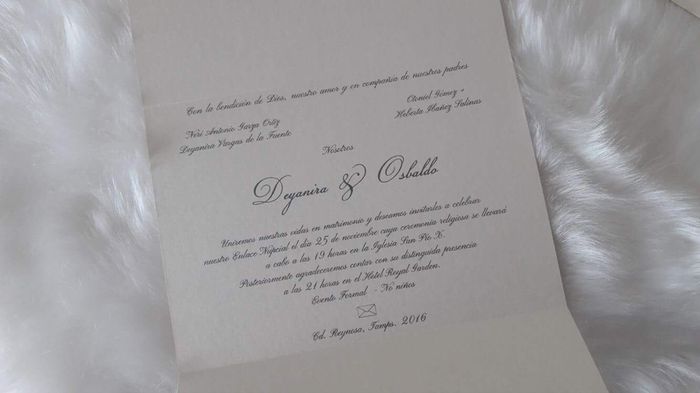 Con la bendición de Dios, nuestro amor y en compañía de nuestros padres
Neri Antonio Garza Ortiz
Deyanira Vargas de la Fuente
Otoniel Gómez +
Heberta Ibañez Salinas
Nosotros
Deyanira & Osbaldo
Uniremos nuestras vidas en matrimonio y deseamos invitarles a celebrar
nuestro Enlace Nupcial el día 25 de noviembre cuya ceremonia religiosa se llevará
a cabo a las 19 horas en la Iglesia San Pío X.
Posteriormente agradeceremos contar con su distinguida presencia
a las 21 horas en el Hotel Royal Garden.
Evento Formal - No niños
Cd. Reynosa, Tamps. 2016